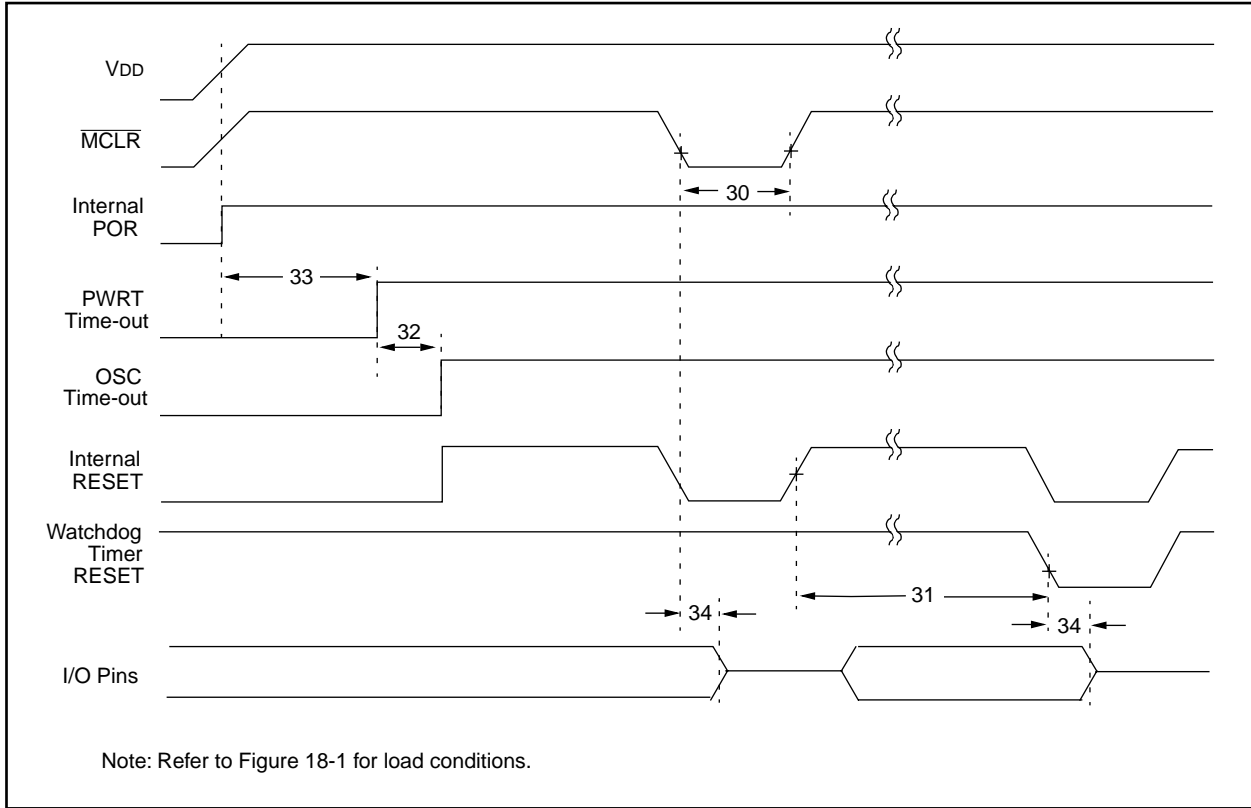 VDD
MCLR
30
Internal
POR
33
PWRT
Time-out
32
OSC
Time-out
Internal
RESET
Watchdog
Timer
RESET
31
34
34
I/O Pins
Note: Refer to Figure 18-1 for load conditions.